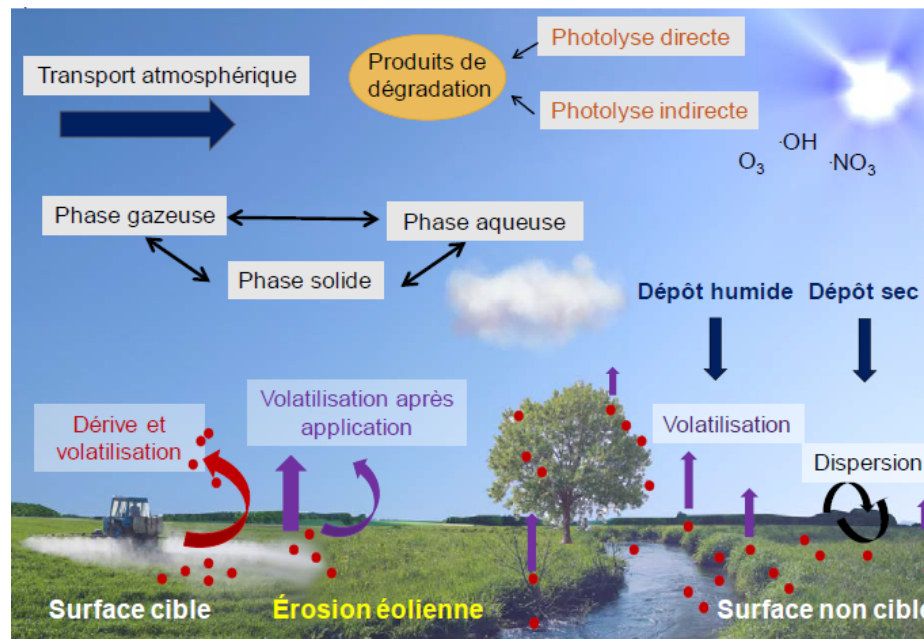 Transport atmosphérique
Produits de
dégradation
Photolyse directe
Photolyse indirecte
O₃
·OH
·NO₃
Phase gazeuse
Phase aqueuse
Phase solide
Dépôt humide
Dépôt sec
Dérive et
volatilisation
Volatilisation après
application
Volatilisation
Dispersion
Surface cible
Érosion éolienne
Surface non cible